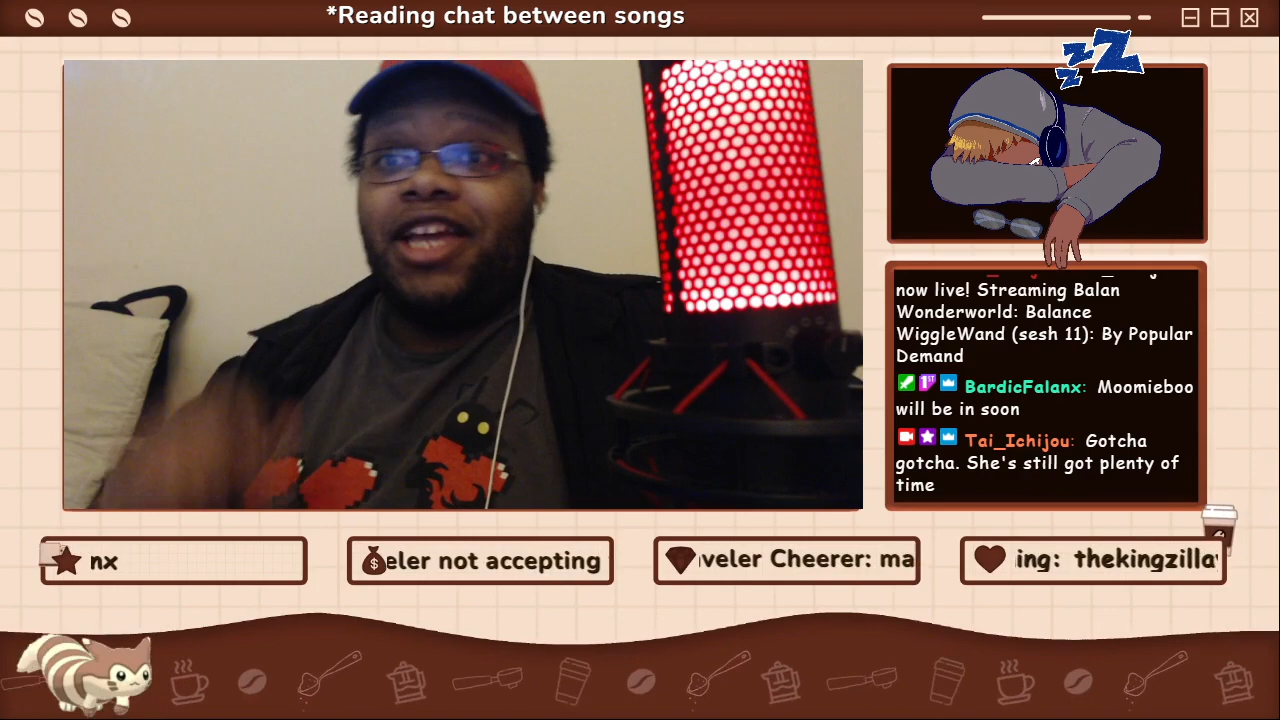 *Reading chat between songs
now live! Streaming Balan
Wonderworld: Balance
WiggleWand (sesh 11): By Popular
Demand
BardicFalanx: Moomieboo
will be in soon
Tai_Ichijou: Gotcha
gotcha. She's still got plenty of
time
nx
eler not accepting
veler Cheerer: ma
ing: thekingzilla